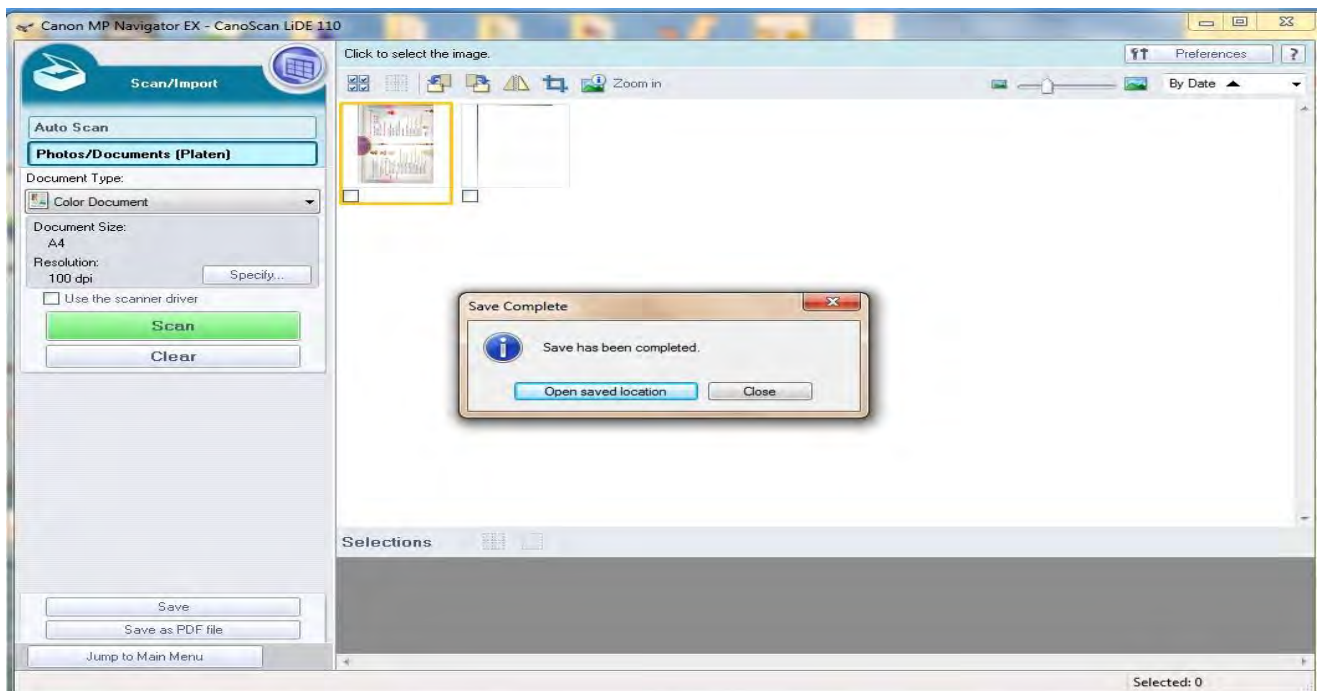 Canon MP Navigator EX - CanoScan LiDE 110
Scan/Import
Click to select the image.
Preferences
?
Zoom in
By Date
Auto Scan
Photos/Documents (Platen)
Document Type:
Color Document
Document Size:
A4
Resolution:
100 dpi
Specify...
Use the scanner driver
Scan
Clear
Save Complete
Save has been completed.
Open saved location
Close
Selections
Save
Save as PDF file
Jump to Main Menu
Selected: 0